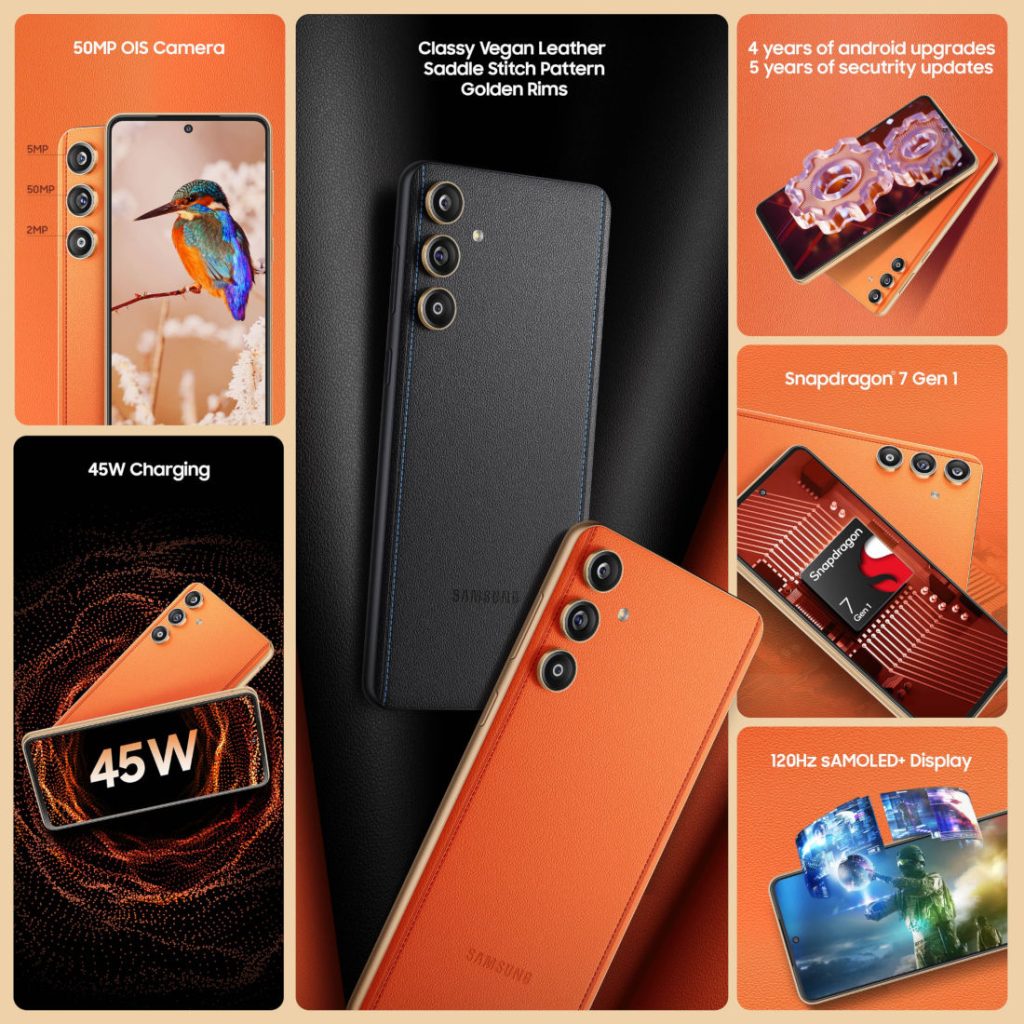 50MP OIS Camera
5MP
50MP
2MP
45W Charging
45W
Classy Vegan Leather
Saddle Stitch Pattern
Golden Rims
SAMSUNG
SAMSUNG
4 years of android upgrades
5 years of secutrity updates
Snapdragon® 7 Gen 1
Snapdragon
7
Gen 1
120Hz sAMOLED+ Display